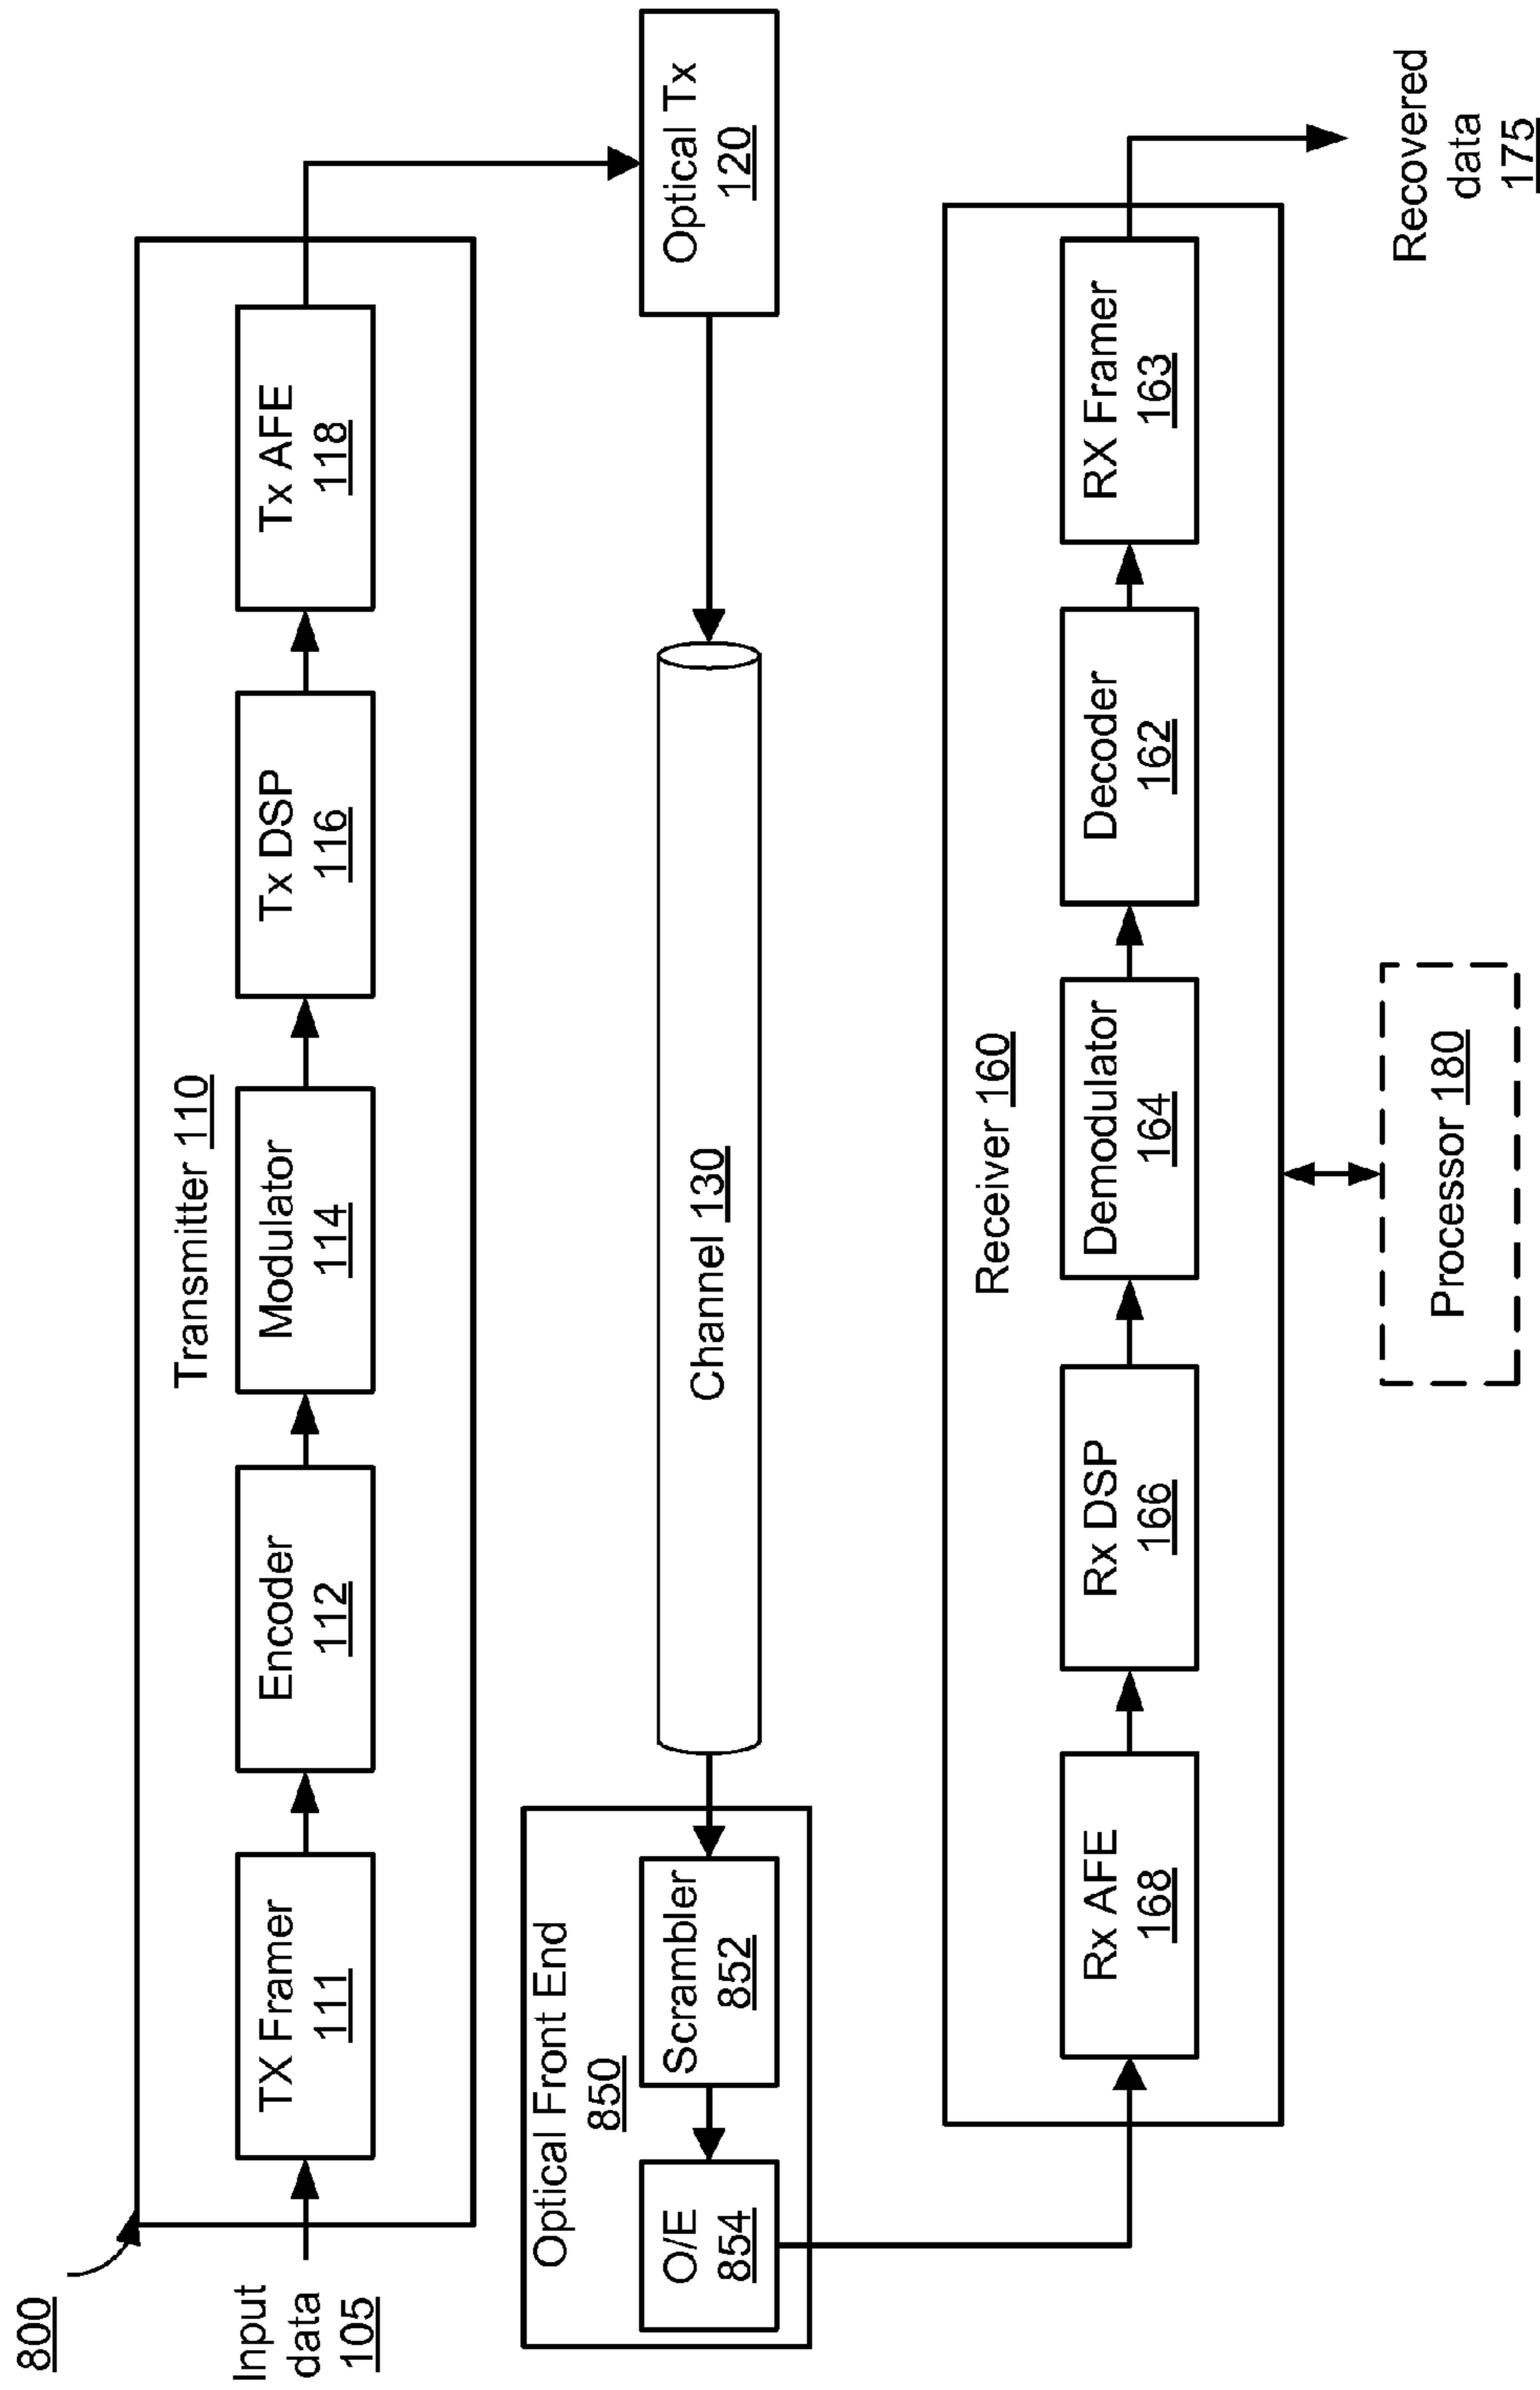 800
Input
data
105
Transmitter 110
TX Framer
111
Encoder
112
Modulator
114
Tx DSP
116
Tx AFE
118
Optical Tx
120
Channel 130
Optical Front End
850
Scrambler
852
O/E
854
Receiver 160
Rx AFE
168
Rx DSP
166
Demodulator
164
Decoder
162
RX Framer
163
Recovered
data
175
Processor 180